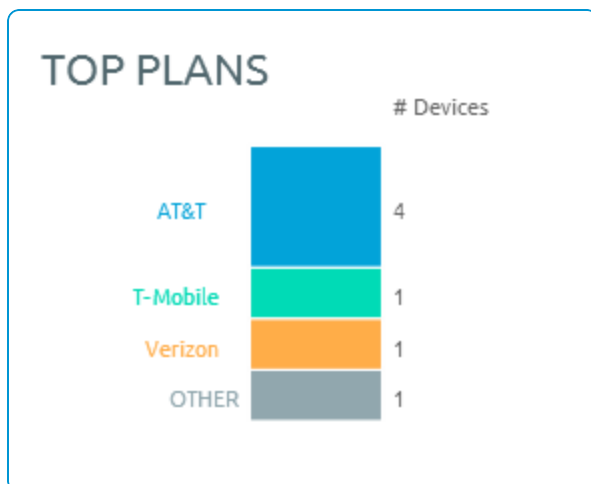 TOP PLANS
# Devices
AT&T 4
T-Mobile 1
Verizon 1
OTHER 1